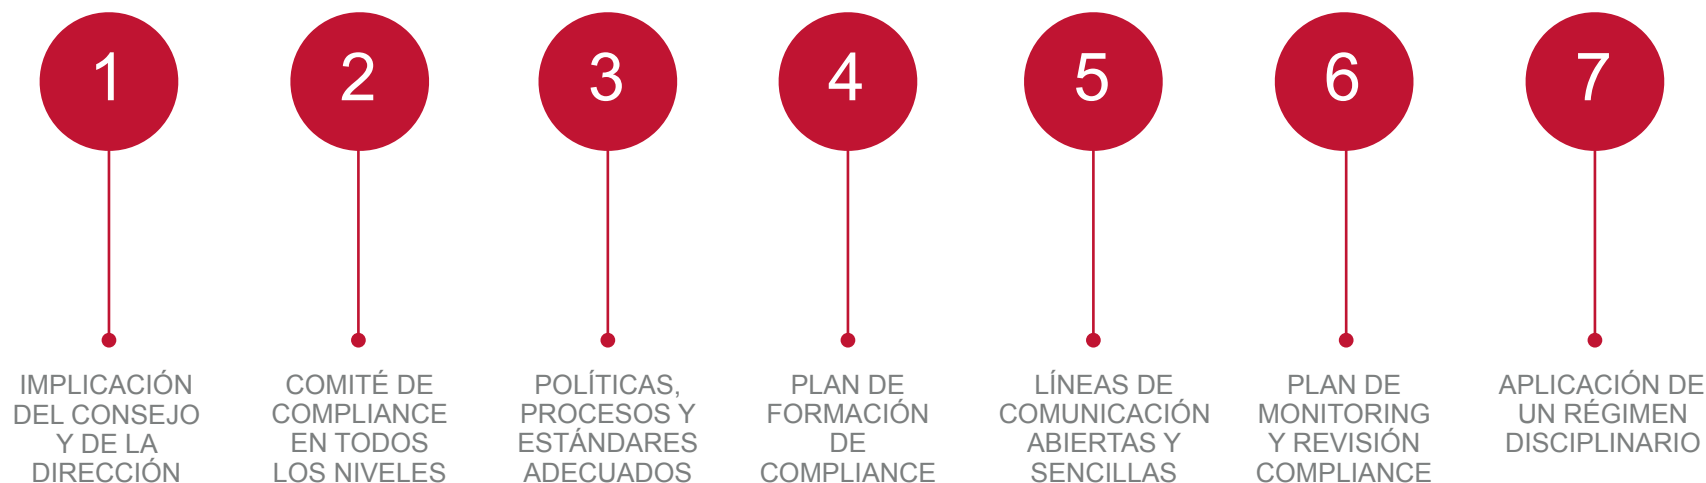 1
IMPLICACIÓN
DEL CONSEJO
Y DE LA
DIRECCIÓN
2
COMITÉ DE
COMPLIANCE
EN TODOS
LOS NIVELES
3
POLÍTICAS,
PROCESOS Y
ESTÁNDARES
ADECUADOS
4
PLAN DE
FORMACIÓN
DE
COMPLIANCE
5
LÍNEAS DE
COMUNICACIÓN
ABIERTAS Y
SENCILLAS
6
PLAN DE
MONITORING
Y REVISIÓN
COMPLIANCE
7
APLICACIÓN DE
UN RÉGIMEN
DISCIPLINARIO